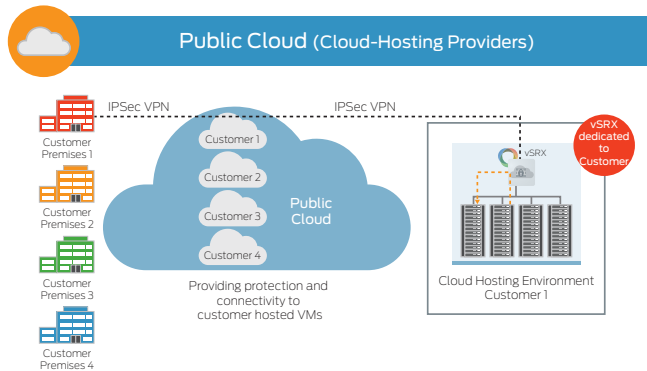 Public Cloud (Cloud-Hosting Providers)
IPSec VPN
IPSec VPN
Customer
Premises 1
Customer
Premises 2
Customer
Premises 3
Customer
Premises 4
Customer 1
Customer 2
Customer 3
Customer 4
Public
Cloud
Providing protection and
connectivity to
customer hosted VMs
vSRX
dedicated
to
Customer
vSRX
Cloud Hosting Environment
Customer 1